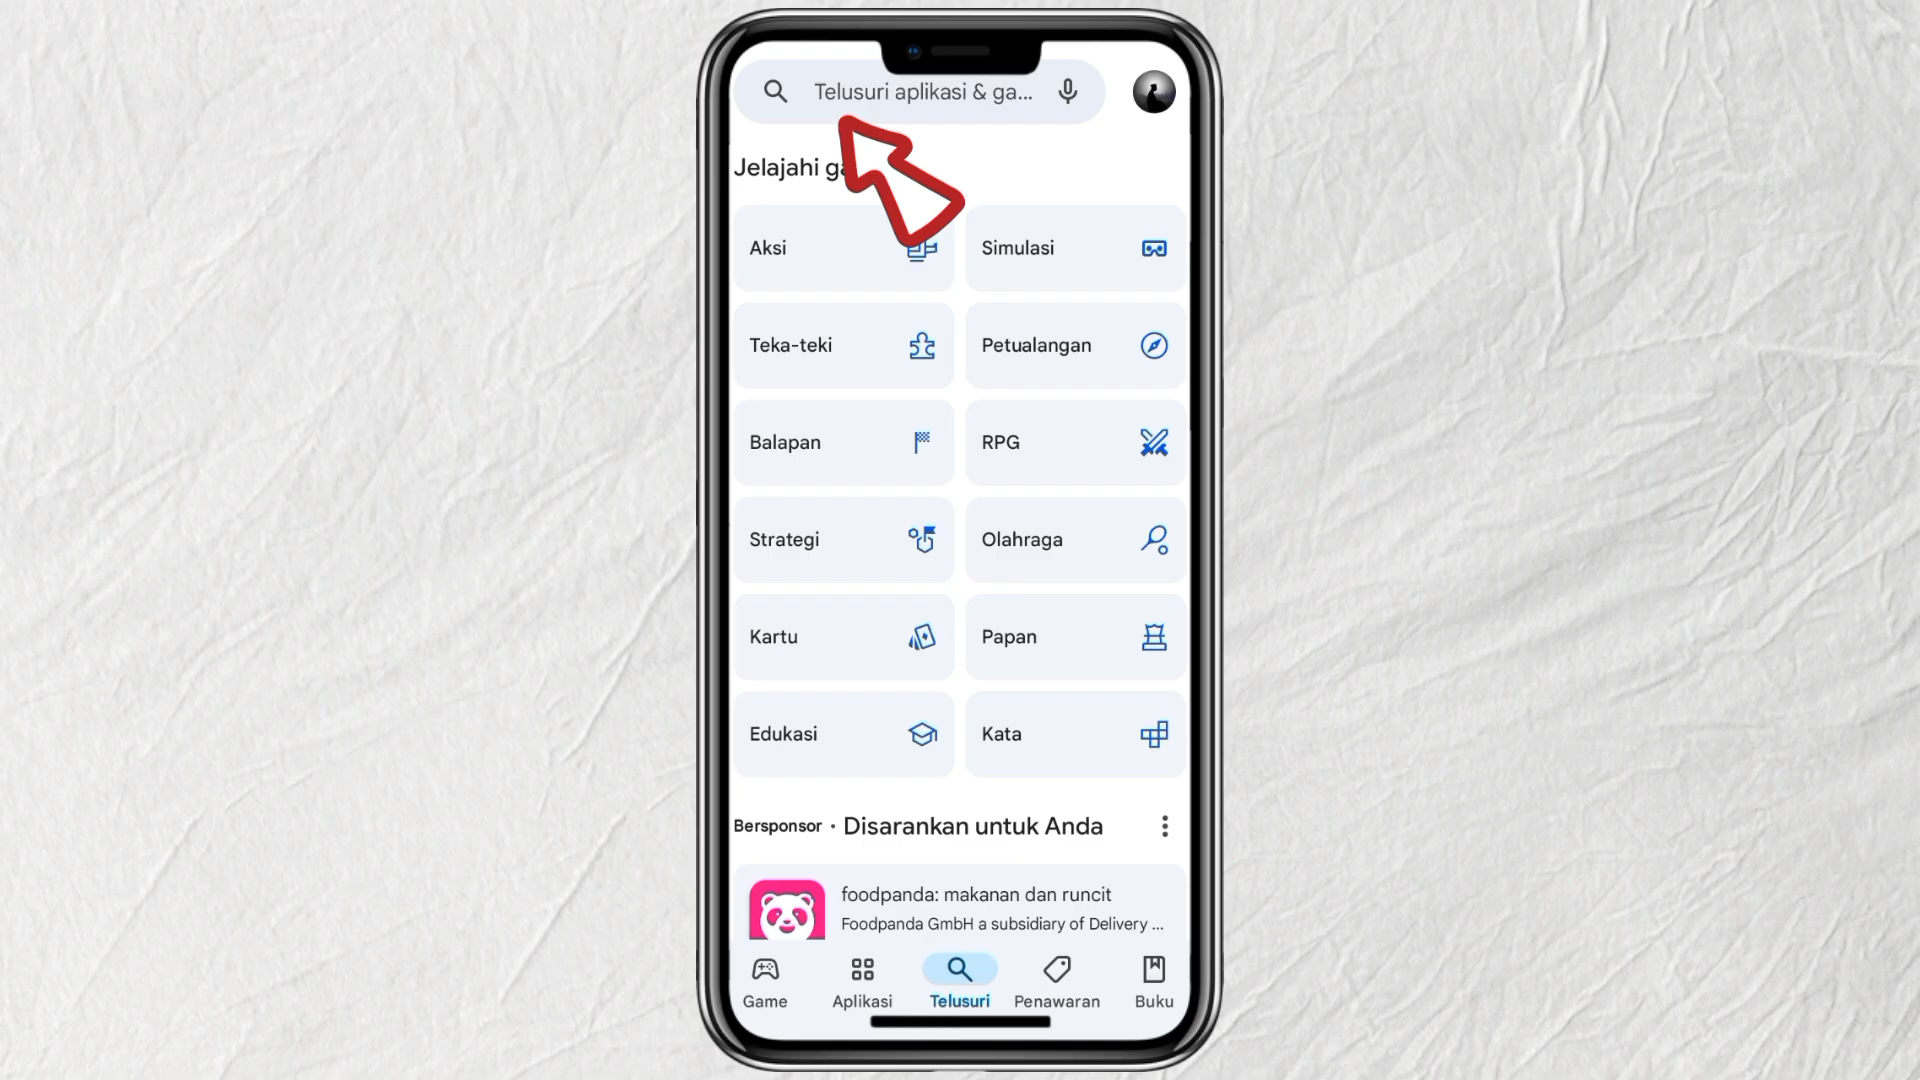 Telusuri aplikasi & ga...
Jelajahi ga
Aksi
Simulasi
Teka-teki
Petualangan
Balapan
RPG
Strategi
Olahraga
Kartu
Papan
Edukasi
Kata
Bersponsor • Disarankan untuk Anda
foodpanda: makanan dan runcit
Foodpanda GmbH a subsidiary of Delivery ...
Game
Aplikasi
Telusuri
Penawaran
Buku